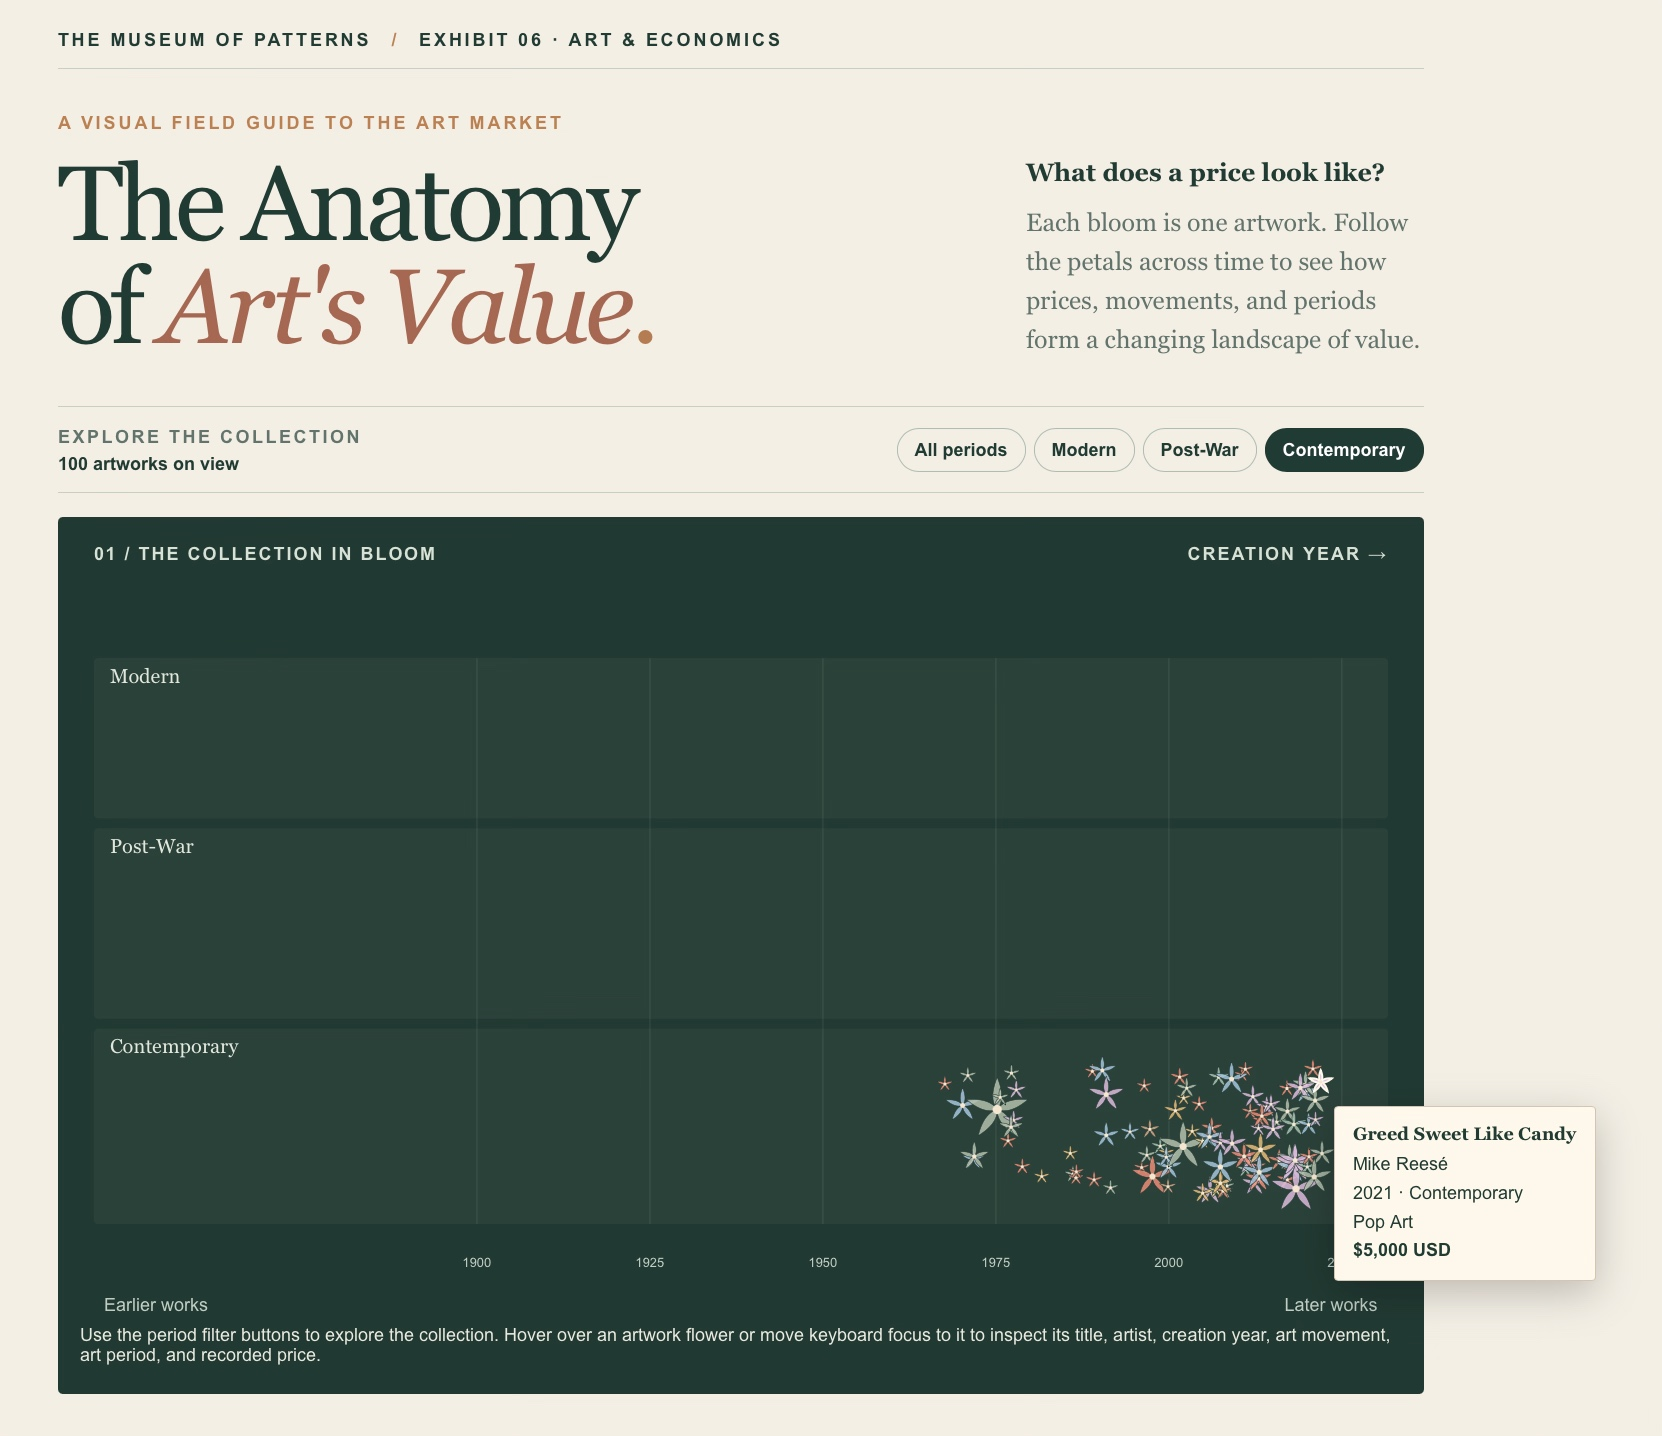 THE MUSEUM OF PATTERNS / EXHIBIT 06 · ART & ECONOMICS
A VISUAL FIELD GUIDE TO THE ART MARKET
The Anatomy
of Art's Value.
What does a price look like?
Each bloom is one artwork. Follow
the petals across time to see how
prices, movements, and periods
form a changing landscape of value.
EXPLORE THE COLLECTION
100 artworks on view
All periods Modern Post-War Contemporary
01 / THE COLLECTION IN BLOOM
CREATION YEAR →
Modern
Post-War
Contemporary
Greed Sweet Like Candy
Mike Reesé
2021 · Contemporary
Pop Art
$5,000 USD
1900 1925 1950 1975 2000
Earlier works
Later works
Use the period filter buttons to explore the collection. Hover over an artwork flower or move keyboard focus to it to inspect its title, artist, creation year, art movement,
art period, and recorded price.